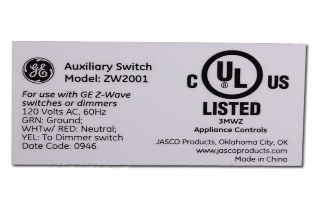 GE
Auxiliary Switch
Model: ZW2001
For use with GE Z-Wave
switches or dimmers
120 Volts AC, 60Hz
GRN: Ground;
WHTw/ RED: Neutral;
YEL: To Dimmer switch
Date Code: 0946
C UL US
LISTED
3MWZ
Appliance Controls
JASCO Products, Oklahoma City, OK
www.jascoproducts.com
Made in China